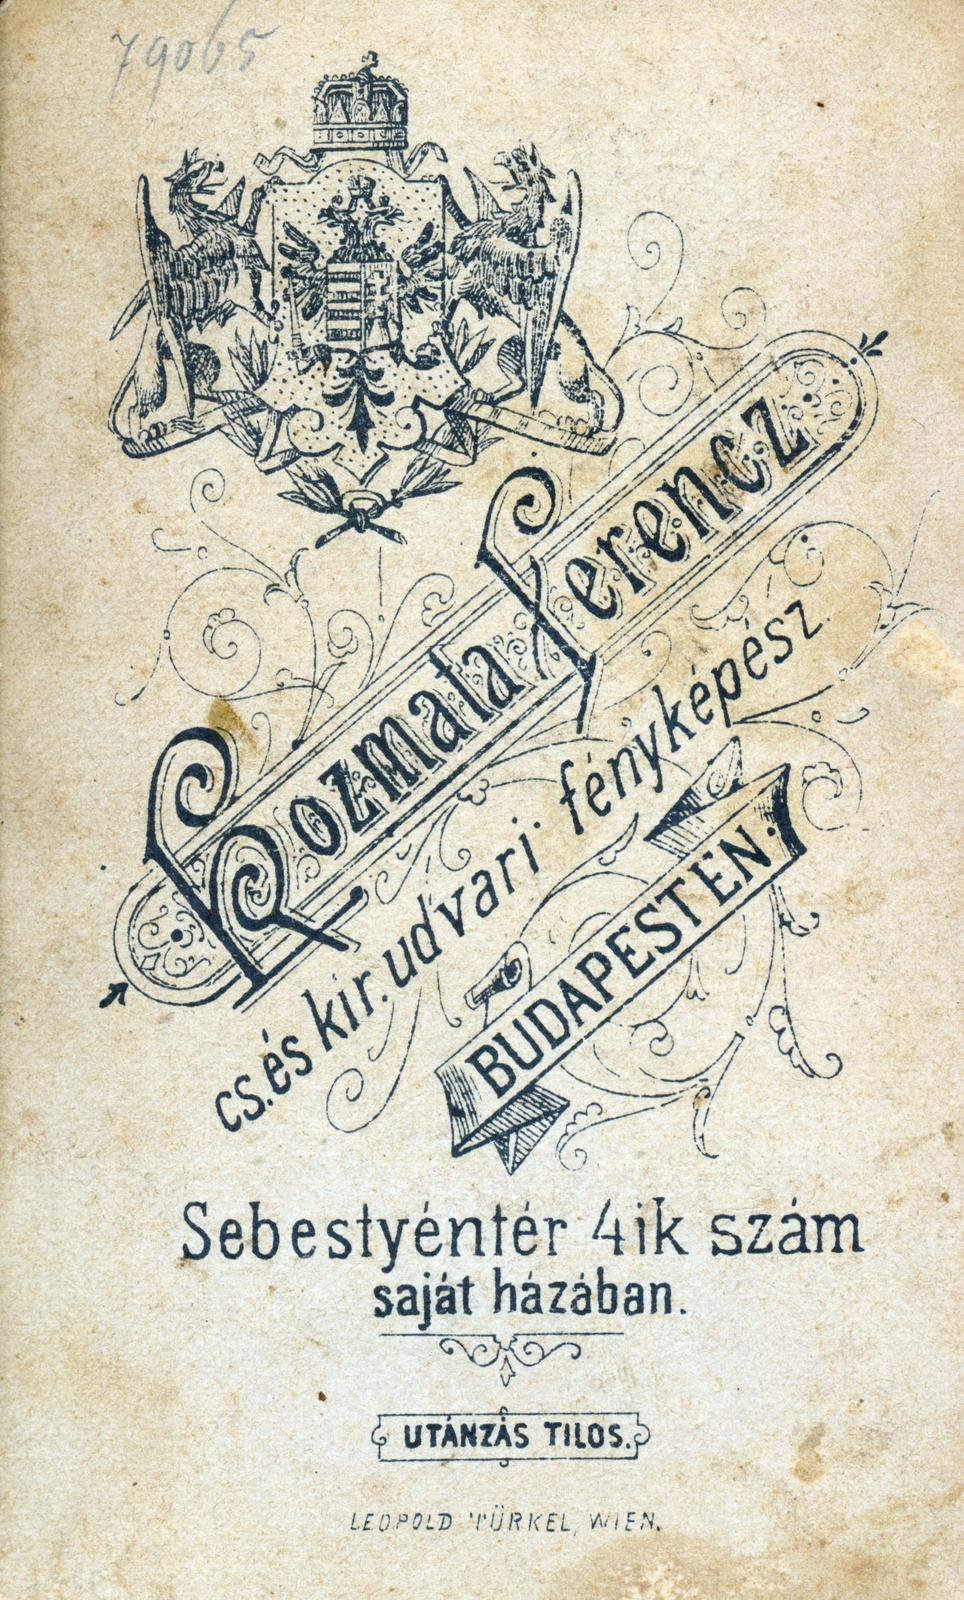 79065
Kozmata Ferencz
cs. és kir. udvari fényképész.
BUDAPESTEN.
Sebestyéntér 4ik szám
saját házában.
UTÁNZÁS TILOS.
LEOPOLD TÜRKEL, WIEN.